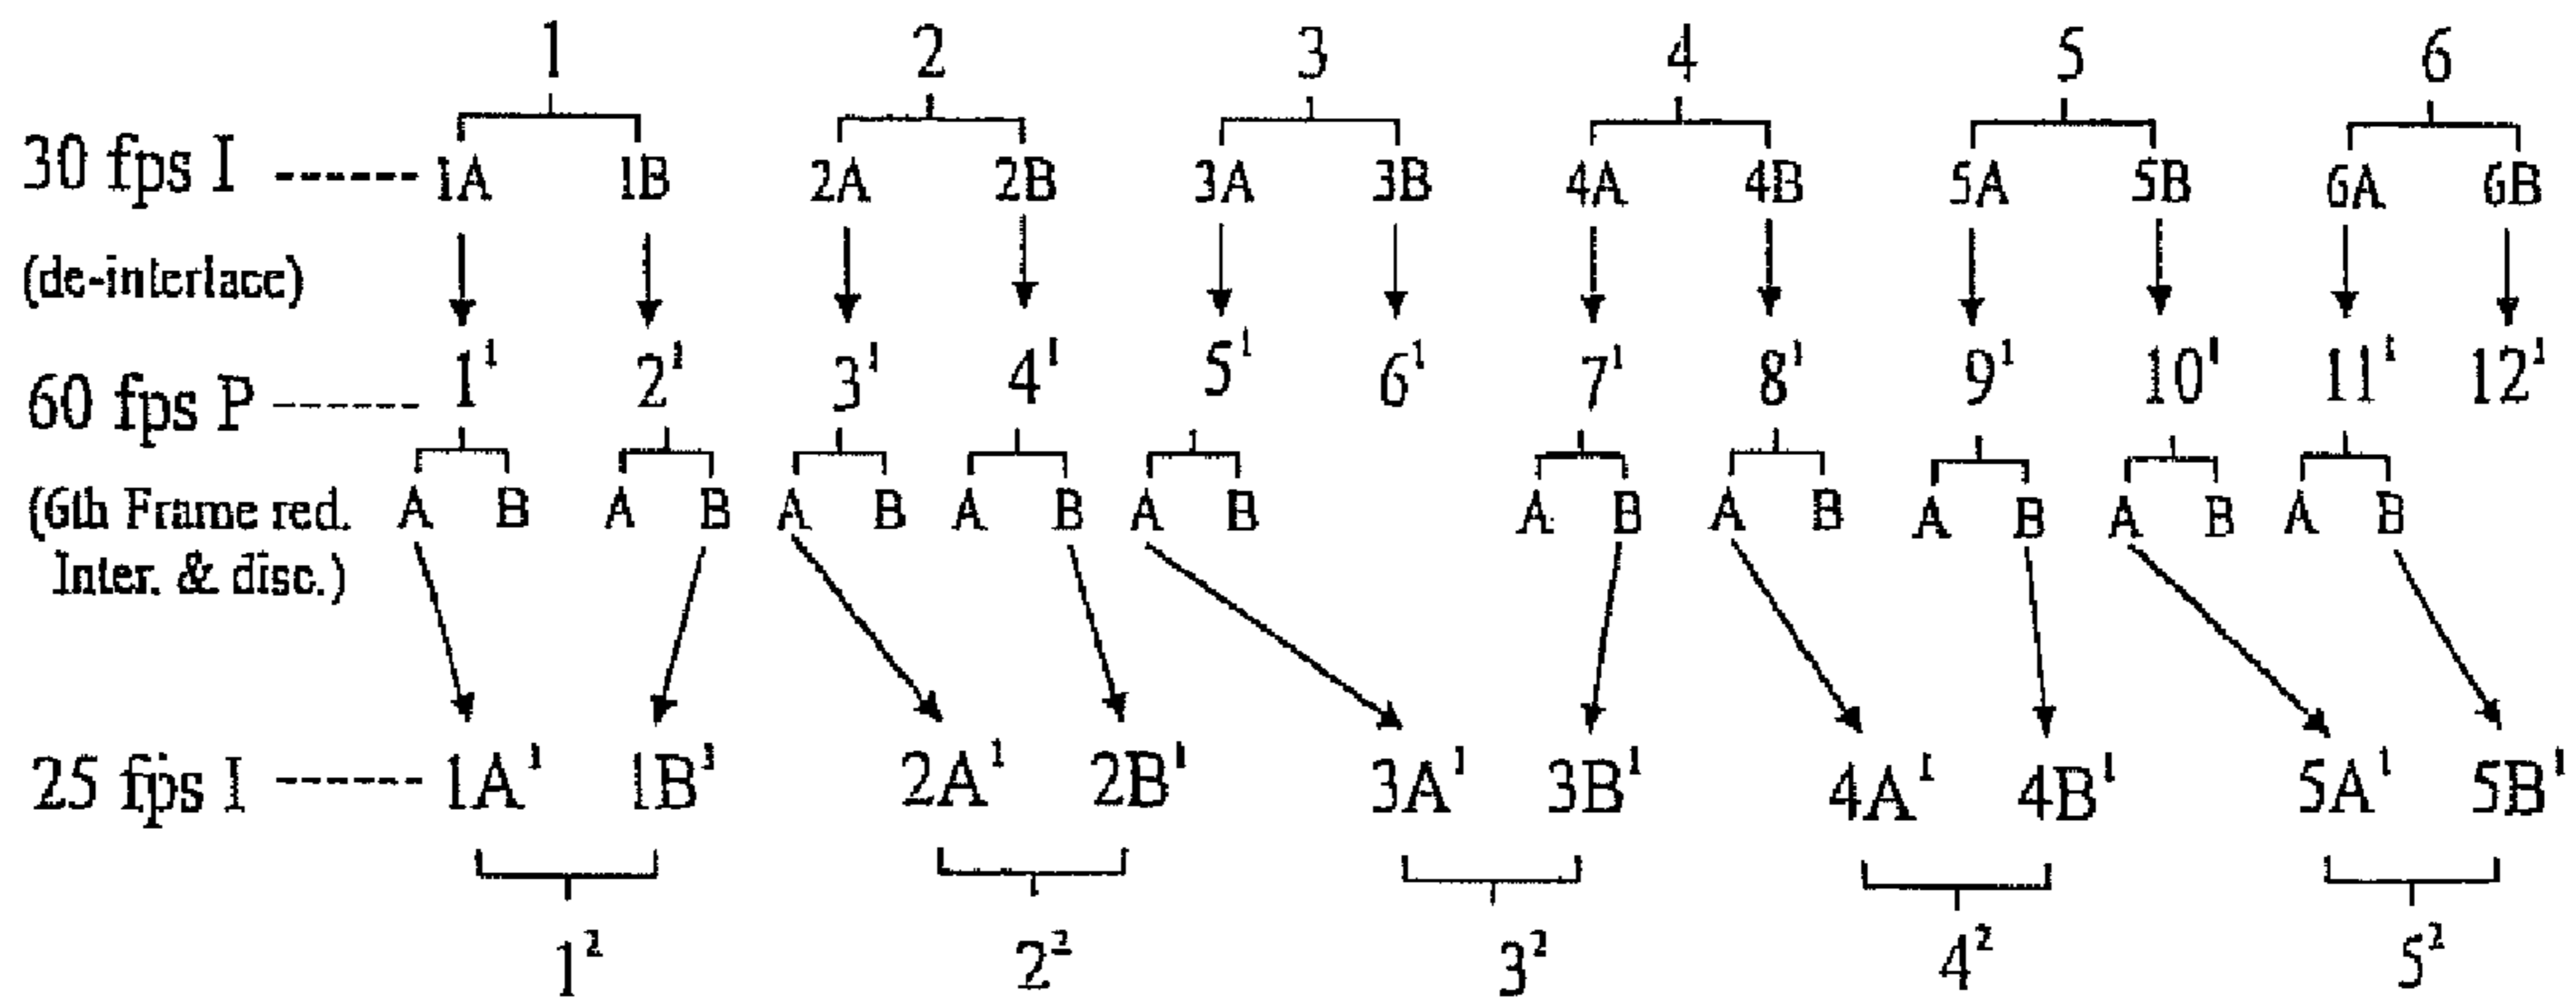 1 2 3 4 5 6
30 fps I ------ 1A 1B 2A 2B 3A 3B 4A 4B 5A 5B 6A 6B
(de-interlace)
60 fps P ------ 1¹ 2¹ 3¹ 4¹ 5¹ 6¹ 7¹ 8¹ 9¹ 10¹ 11¹ 12¹
(6th Frame red. A B A B A B A B A B A B A B A B A B A B
Inter. & disc.)
25 fps I ------ 1A¹ 1B¹ 2A¹ 2B¹ 3A¹ 3B¹ 4A¹ 4B¹ 5A¹ 5B¹
1² 2² 3² 4² 5²